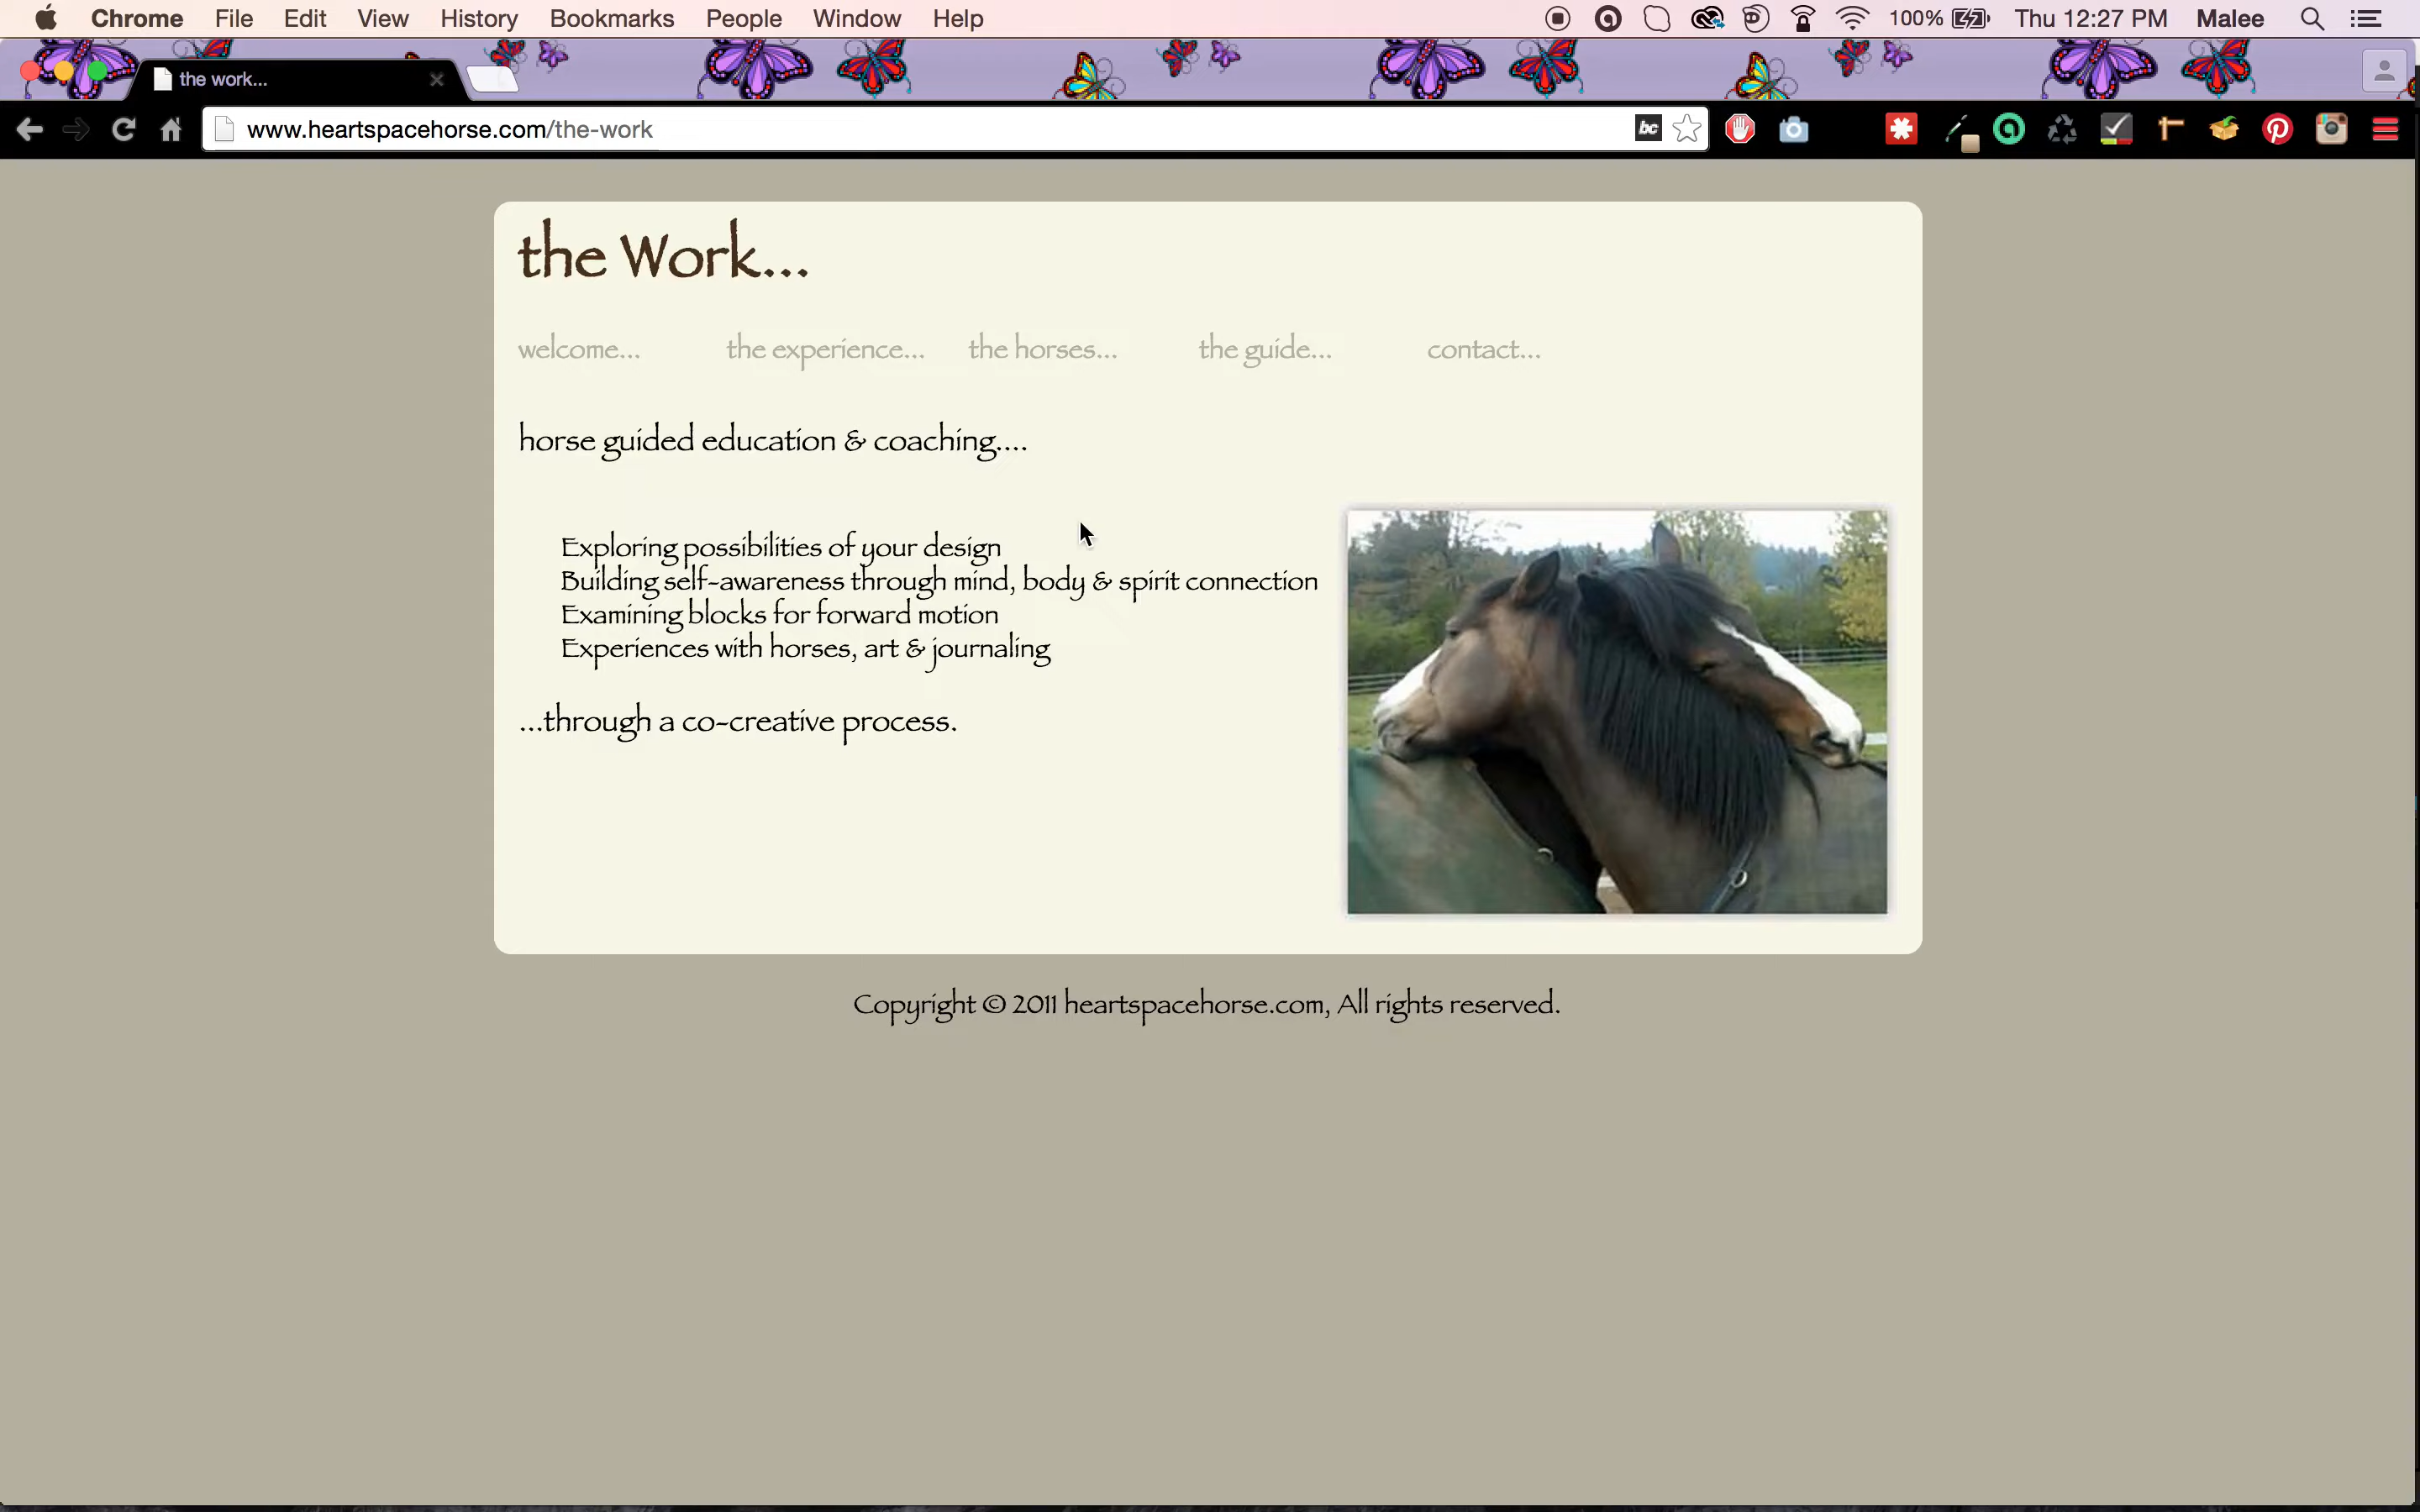 Chrome File Edit View History Bookmarks People Window Help 100% Thu 12:27 PM Malee
the work...
www.heartspacehorse.com/the-work bc
the Work...
welcome... the experience... the horses... the guide... contact...
horse guided education & coaching....
Exploring possibilities of your design
Building self-awareness through mind, body & spirit connection
Examining blocks for forward motion
Experiences with horses, art & journaling
...through a co-creative process.
Copyright © 2011 heartspacehorse.com, All rights reserved.